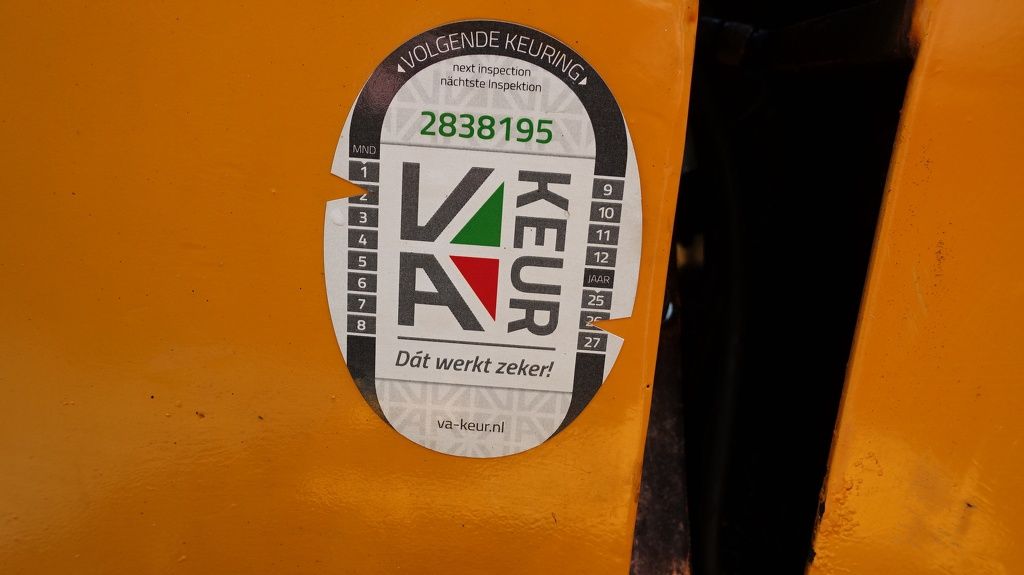 VOLGENDE KEURING
next inspection
nächste Inspektion
2838195
MND
1
2
3
4
5
6
7
8
VA
KEUR
9
10
11
12
JAAR
25
26
27
Dát werkt zeker!
va-keur.nl